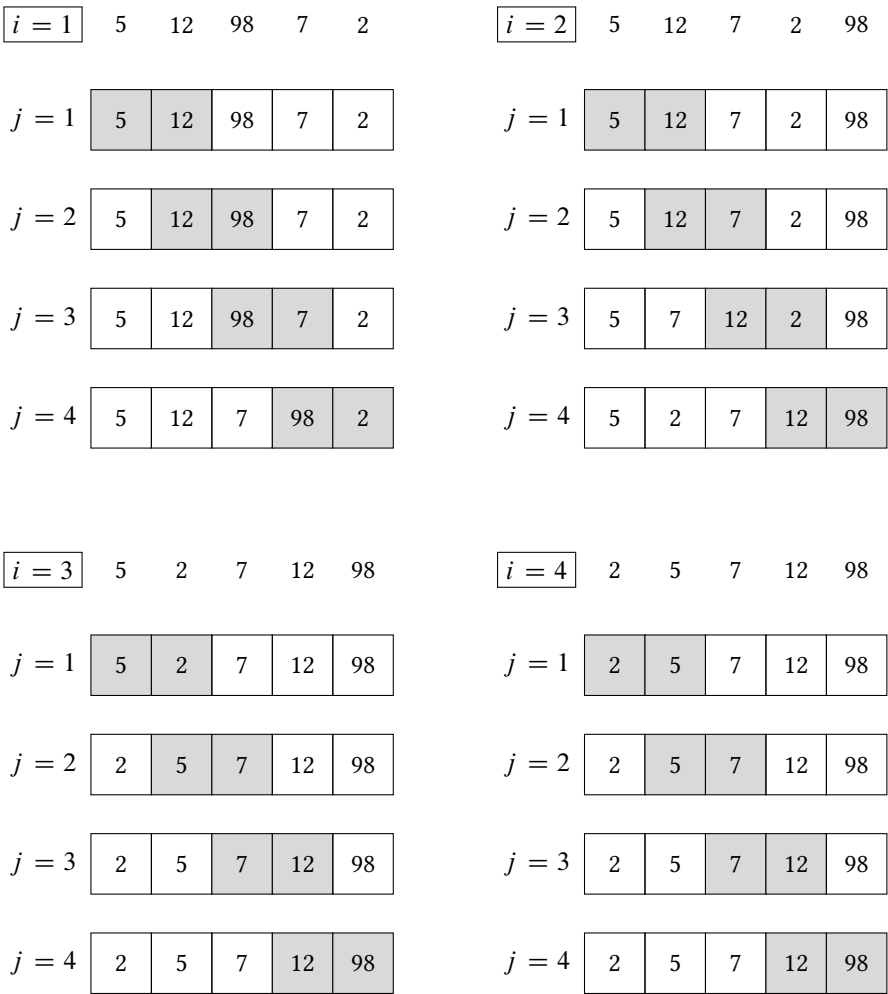 i = 1 5 12 98 7 2
j = 1 5 12 98 7 2
j = 2 5 12 98 7 2
j = 3 5 12 98 7 2
j = 4 5 12 7 98 2
i = 2 5 12 7 2 98
j = 1 5 12 7 2 98
j = 2 5 12 7 2 98
j = 3 5 7 12 2 98
j = 4 5 2 7 12 98
i = 3 5 2 7 12 98
j = 1 5 2 7 12 98
j = 2 2 5 7 12 98
j = 3 2 5 7 12 98
j = 4 2 5 7 12 98
i = 4 2 5 7 12 98
j = 1 2 5 7 12 98
j = 2 2 5 7 12 98
j = 3 2 5 7 12 98
j = 4 2 5 7 12 98